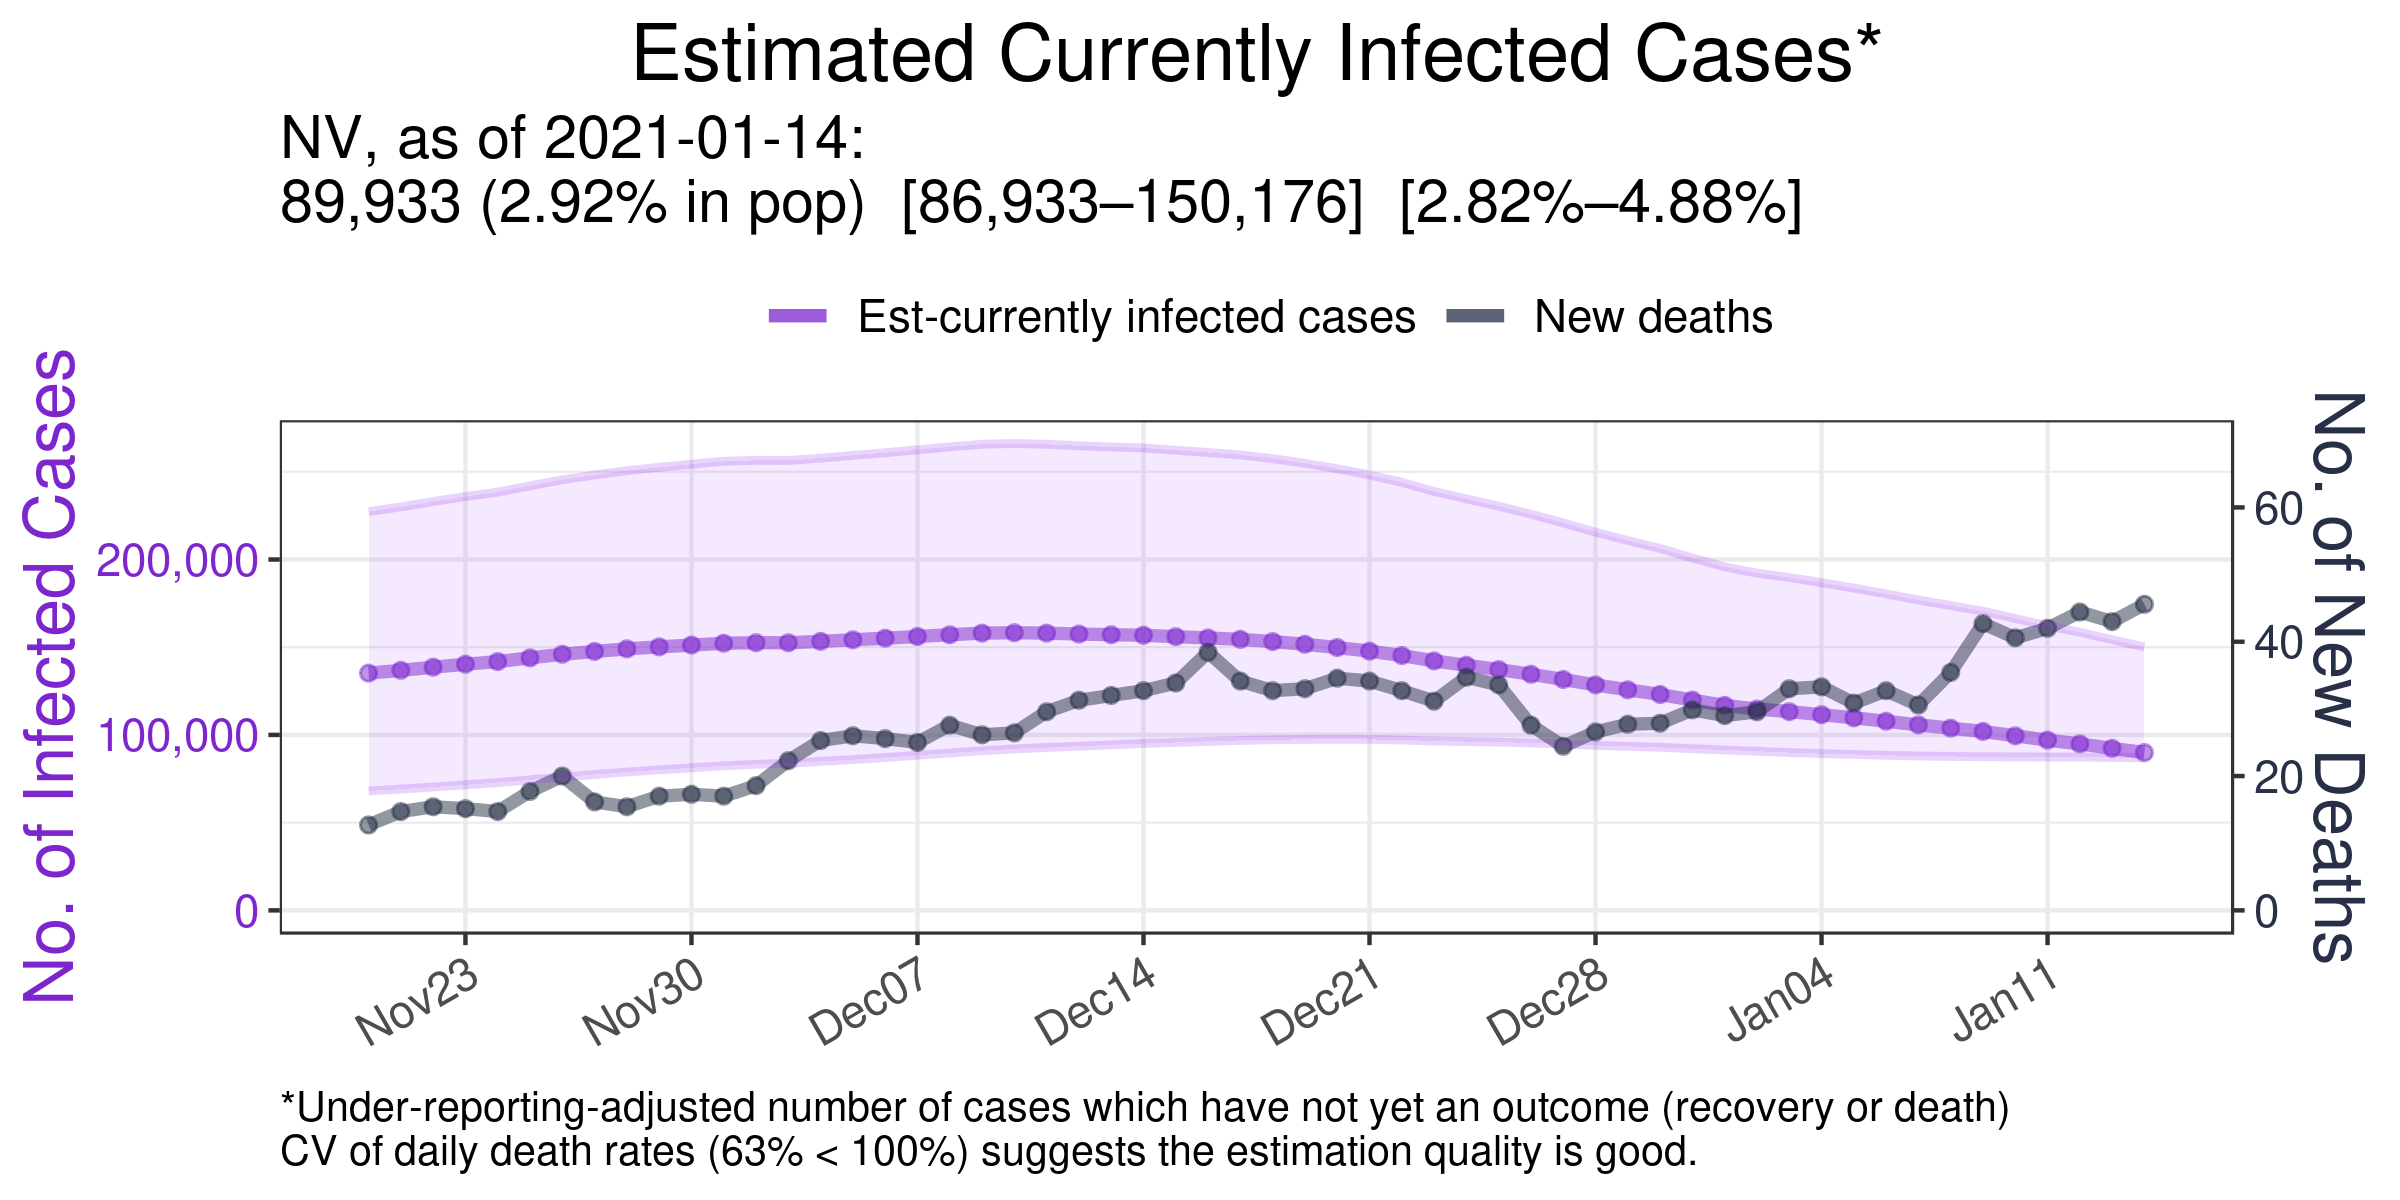 Estimated Currently Infected Cases*
NV, as of 2021-01-14:
89,933 (2.92% in pop)  [86,933–150,176]  [2.82%–4.88%]
Est-currently infected cases
New deaths
No. of Infected Cases
200,000
100,000
0
60
40
20
0
No. of New Deaths
Nov23
Nov30
Dec07
Dec14
Dec21
Dec28
Jan04
Jan11
*Under-reporting-adjusted number of cases which have not yet an outcome (recovery or death)
CV of daily death rates (63% < 100%) suggests the estimation quality is good.